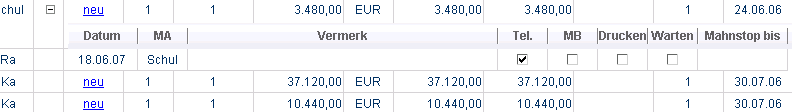 chul neu 1 1 3.480,00 EUR 3.480,00 3.480,00 1 24.06.06
Datum MA Vermerk Tel. MB Drucken Warten Mahnstop bis
Ra 18.06.07 Schul
Ka neu 1 1 37.120,00 EUR 37.120,00 37.120,00 1 30.07.06
Ka neu 1 1 10.440,00 EUR 10.440,00 10.440,00 1 30.07.06